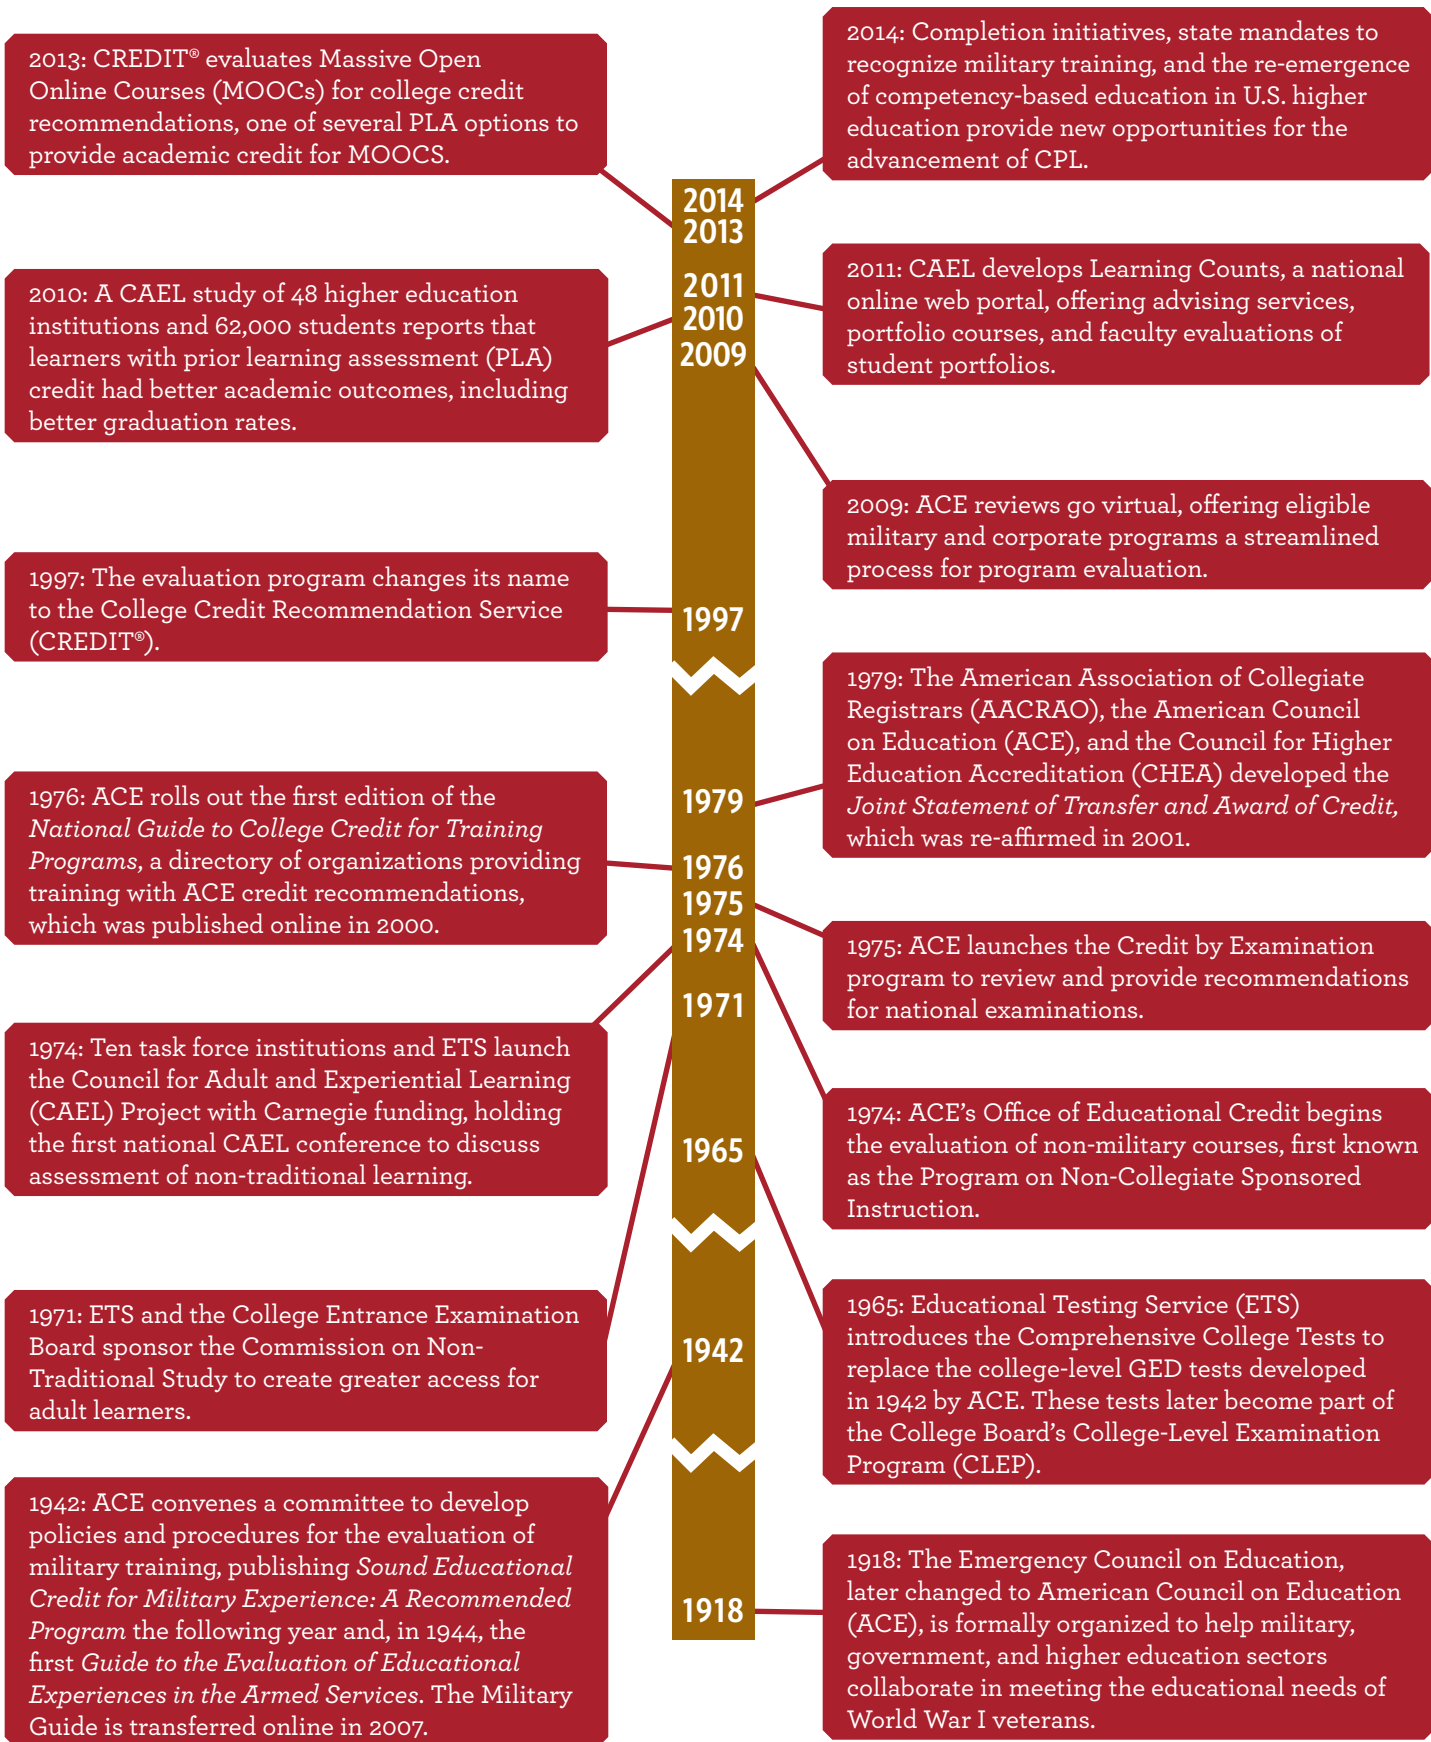 2013: CREDIT® evaluates Massive Open
Online Courses (MOOCs) for college credit
recommendations, one of several PLA options to
provide academic credit for MOOCS.
2014: Completion initiatives, state mandates to
recognize military training, and the re-emergence
of competency-based education in U.S. higher
education provide new opportunities for the
advancement of CPL.
2014
2013
2011
2010
2009
2010: A CAEL study of 48 higher education
institutions and 62,000 students reports that
learners with prior learning assessment (PLA)
credit had better academic outcomes, including
better graduation rates.
2011: CAEL develops Learning Counts, a national
online web portal, offering advising services,
portfolio courses, and faculty evaluations of
student portfolios.
2009: ACE reviews go virtual, offering eligible
military and corporate programs a streamlined
process for program evaluation.
1997: The evaluation program changes its name
to the College Credit Recommendation Service
(CREDIT®).
1997
1979: The American Association of Collegiate
Registrars (AACRAO), the American Council
on Education (ACE), and the Council for Higher
Education Accreditation (CHEA) developed the
Joint Statement of Transfer and Award of Credit,
which was re-affirmed in 2001.
1979
1976: ACE rolls out the first edition of the
National Guide to College Credit for Training
Programs, a directory of organizations providing
training with ACE credit recommendations,
which was published online in 2000.
1976
1975
1974
1971
1975: ACE launches the Credit by Examination
program to review and provide recommendations
for national examinations.
1974: Ten task force institutions and ETS launch
the Council for Adult and Experiential Learning
(CAEL) Project with Carnegie funding, holding
the first national CAEL conference to discuss
assessment of non-traditional learning.
1974: ACE's Office of Educational Credit begins
the evaluation of non-military courses, first known
as the Program on Non-Collegiate Sponsored
Instruction.
1965
1971: ETS and the College Entrance Examination
Board sponsor the Commission on Non-
Traditional Study to create greater access for
adult learners.
1965: Educational Testing Service (ETS)
introduces the Comprehensive College Tests to
replace the college-level GED tests developed
in 1942 by ACE. These tests later become part of
the College Board's College-Level Examination
Program (CLEP).
1942
1942: ACE convenes a committee to develop
policies and procedures for the evaluation of
military training, publishing Sound Educational
Credit for Military Experience: A Recommended
Program the following year and, in 1944, the
first Guide to the Evaluation of Educational
Experiences in the Armed Services. The Military
Guide is transferred online in 2007.
1918
1918: The Emergency Council on Education,
later changed to American Council on Education
(ACE), is formally organized to help military,
government, and higher education sectors
collaborate in meeting the educational needs of
World War I veterans.